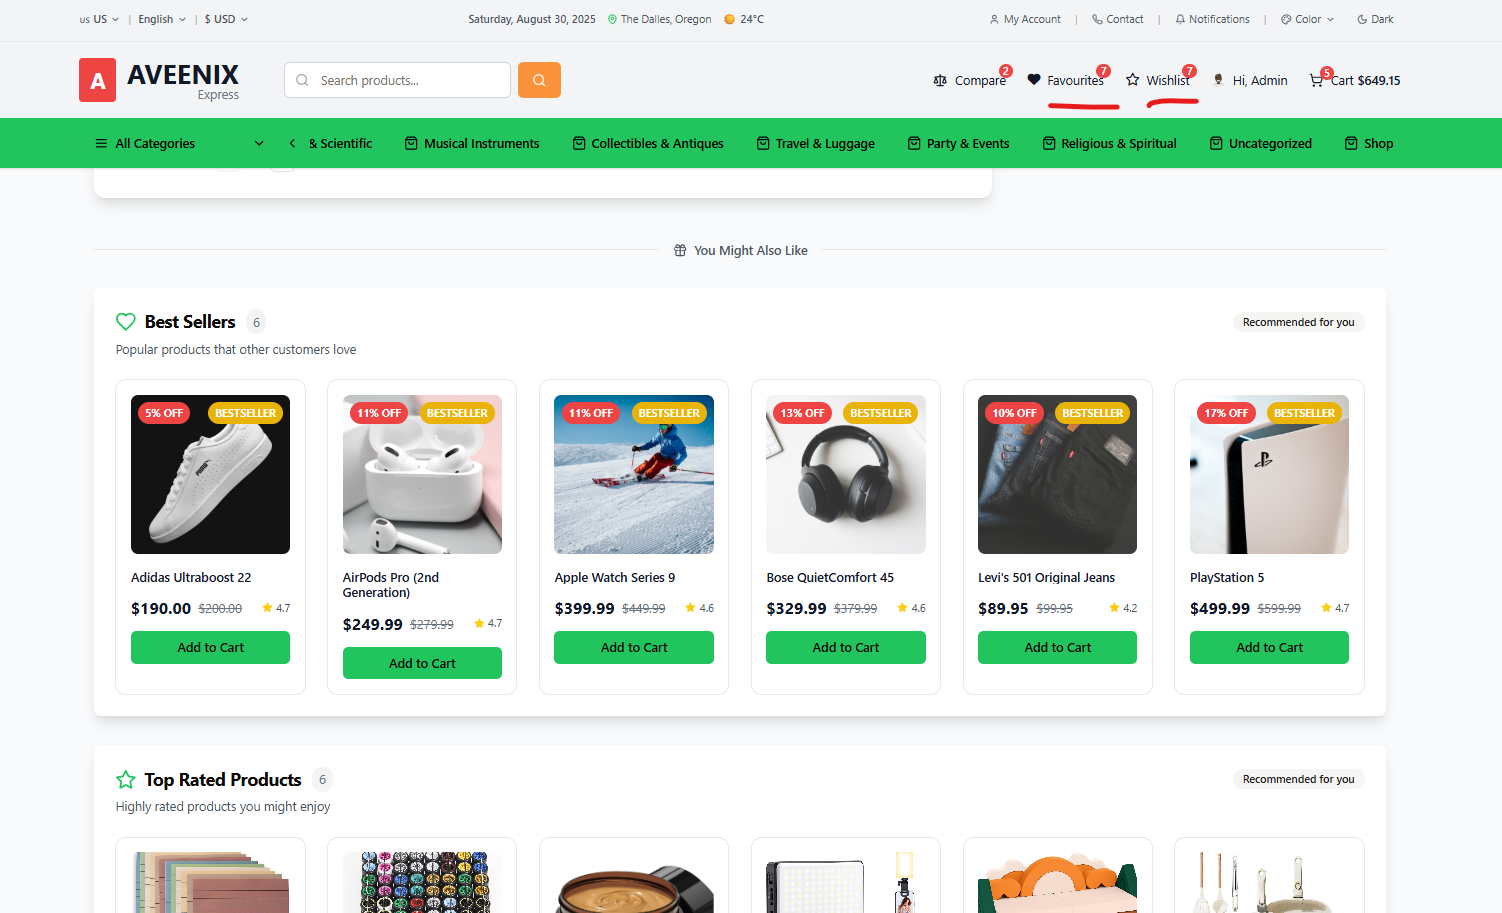 us US | English | $ USD
Saturday, August 30, 2025 The Dalles, Oregon 24°C
My Account | Contact | Notifications | Color Dark
A AVEENIX
Express
Search products...
Compare 2 Favourites 7 Wishlist 7 Hi, Admin 5 Cart $649.15
All Categories & Scientific Musical Instruments Collectibles & Antiques Travel & Luggage Party & Events Religious & Spiritual Uncategorized Shop
You Might Also Like
Best Sellers 6
Recommended for you
Popular products that other customers love
5% OFF BESTSELLER
PUMA
Adidas Ultraboost 22
$190.00 $200.00 4.7
Add to Cart
11% OFF BESTSELLER
AirPods Pro (2nd
Generation)
$249.99 $279.99 4.7
Add to Cart
11% OFF BESTSELLER
Apple Watch Series 9
$399.99 $449.99 4.6
Add to Cart
13% OFF BESTSELLER
Bose QuietComfort 45
$329.99 $379.99 4.6
Add to Cart
10% OFF BESTSELLER
Levi's 501 Original Jeans
$89.95 $99.95 4.2
Add to Cart
17% OFF BESTSELLER
PlayStation 5
$499.99 $599.99 4.7
Add to Cart
Top Rated Products 6
Recommended for you
Highly rated products you might enjoy